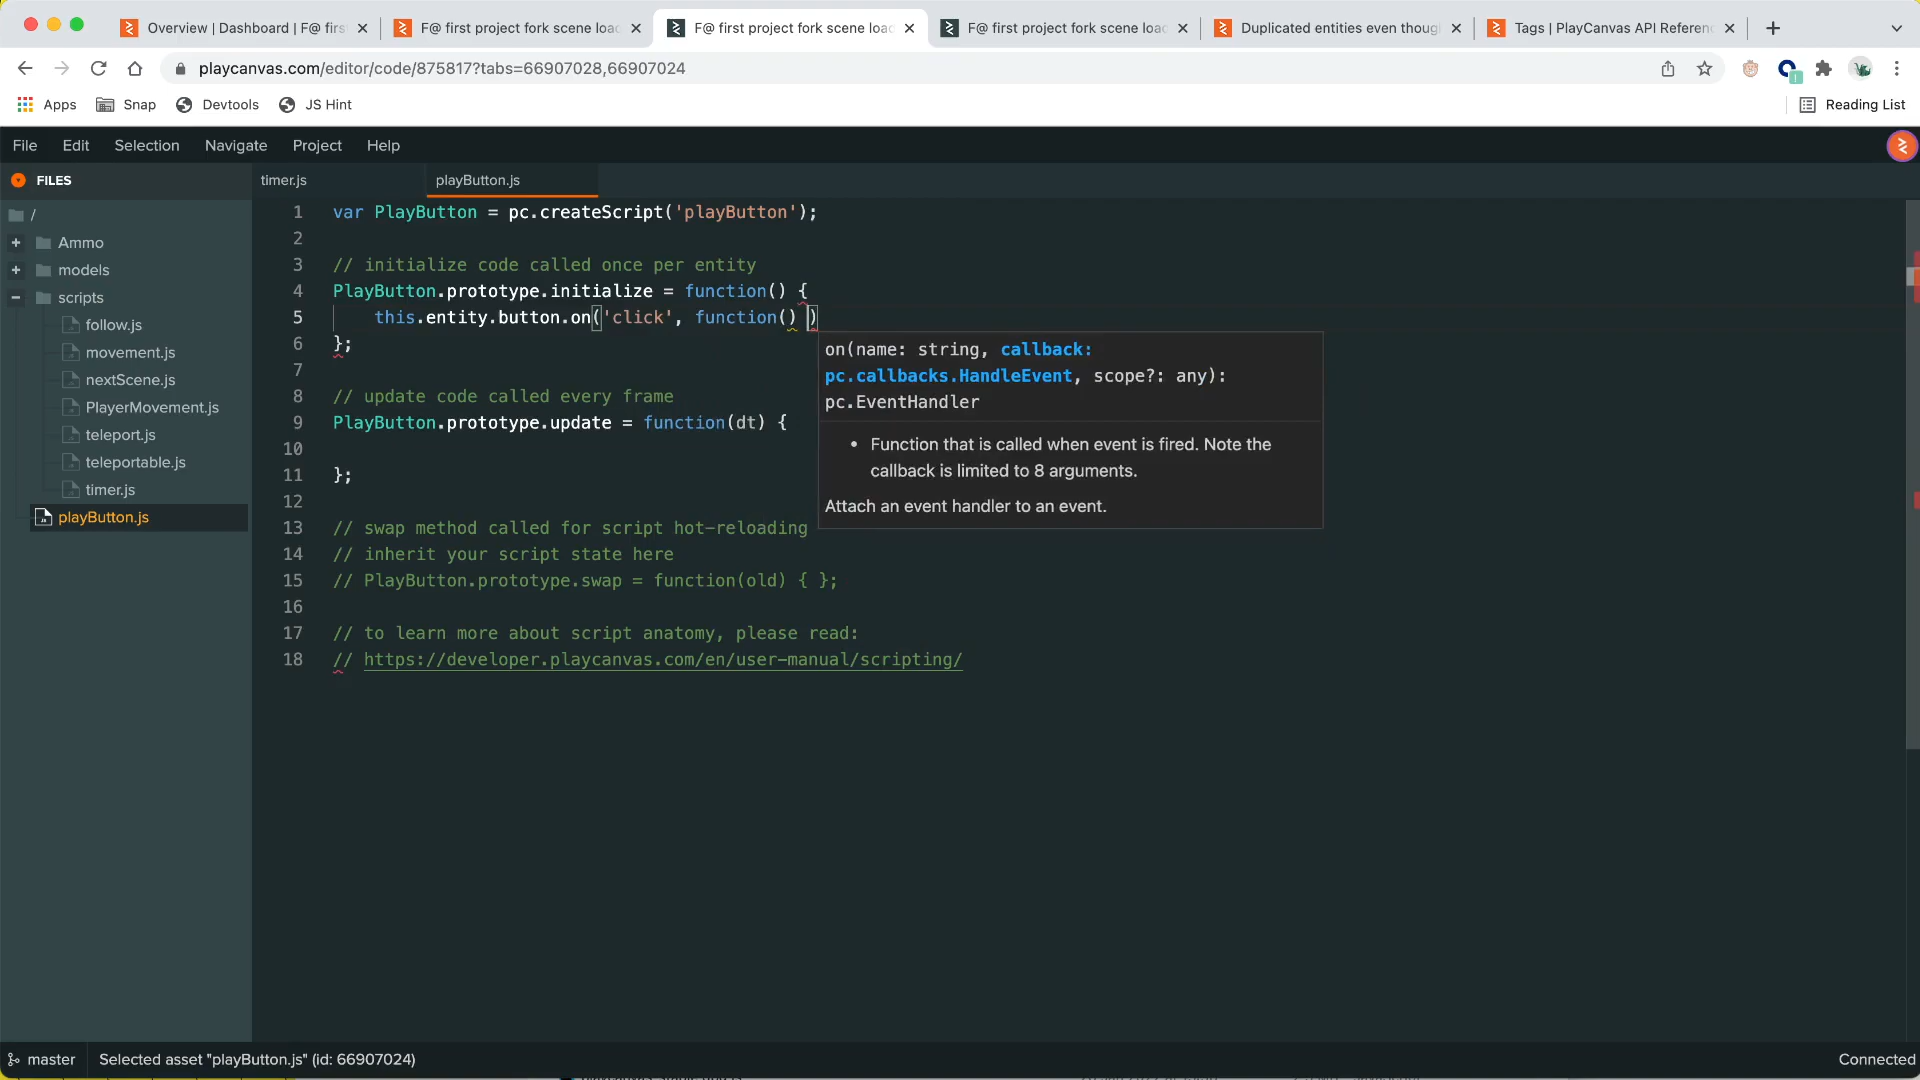 Overview | Dashboard | F@ firs
F@ first project fork scene loa
F@ first project fork scene loa
F@ first project fork scene loa
Duplicated entities even thoug
Tags | PlayCanvas API Referen
playcanvas.com/editor/code/875817?tabs=66907028,66907024
Apps
Snap
Devtools
JS Hint
Reading List
File
Edit
Selection
Navigate
Project
Help
FILES
timer.js
playButton.js
/
Ammo
models
scripts
follow.js
movement.js
nextScene.js
PlayerMovement.js
teleport.js
teleportable.js
timer.js
playButton.js
1 var PlayButton = pc.createScript('playButton');
2
3 // initialize code called once per entity
4 PlayButton.prototype.initialize = function() {
5 this.entity.button.on('click', function() )
6 };
7
8 // update code called every frame
9 PlayButton.prototype.update = function(dt) {
10
11 };
12
13 // swap method called for script hot-reloading
14 // inherit your script state here
15 // PlayButton.prototype.swap = function(old) { };
16
17 // to learn more about script anatomy, please read:
18 // https://developer.playcanvas.com/en/user-manual/scripting/
on(name: string, callback:
pc.callbacks.HandleEvent, scope?: any):
pc.EventHandler
• Function that is called when event is fired. Note the
callback is limited to 8 arguments.
Attach an event handler to an event.
master
Selected asset "playButton.js" (id: 66907024)
Connected